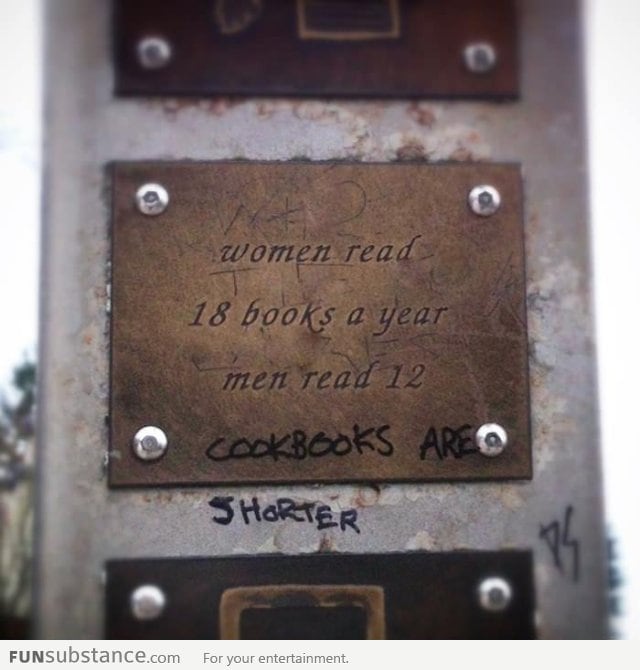 women read
18 books a year
men read 12
COOKBOOKS ARE
SHORTER
FUNsubstance.com For your entertainment.